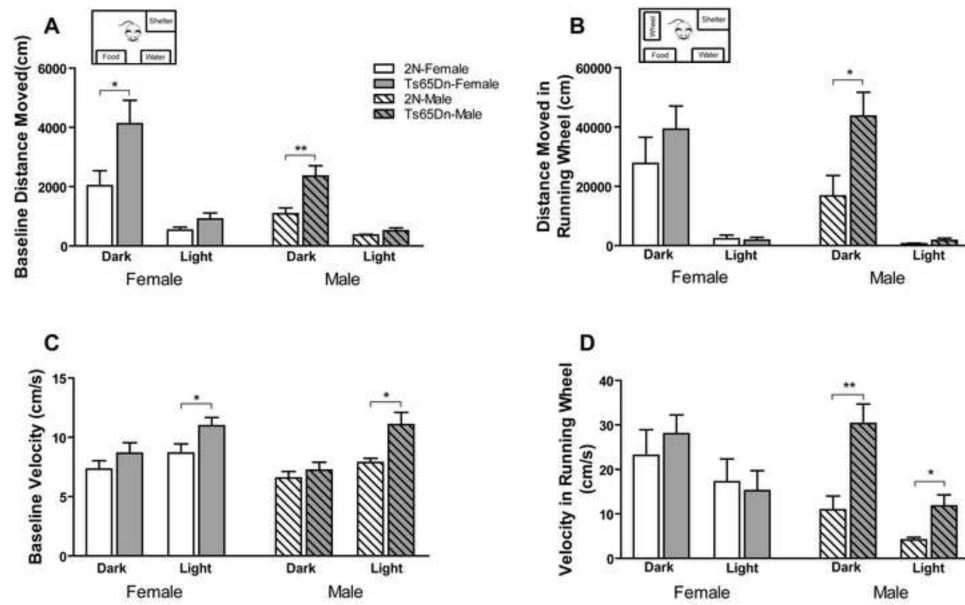 A
Shelter
Food
Water
Baseline Distance Moved(cm)
6000
4000
2000
0
*
**
2N-Female
Ts65Dn-Female
2N-Male
Ts65Dn-Male
Dark
Light
Dark
Light
Female
Male
B
Wheel
Shelter
Food
Water
Distance Moved in
Running Wheel (cm)
60000
40000
20000
0
*
Dark
Light
Dark
Light
Female
Male
C
Baseline Velocity (cm/s)
15
10
5
0
*
*
Dark
Light
Dark
Light
Female
Male
D
Velocity in Running Wheel
(cm/s)
40
30
20
10
0
**
*
Dark
Light
Dark
Light
Female
Male